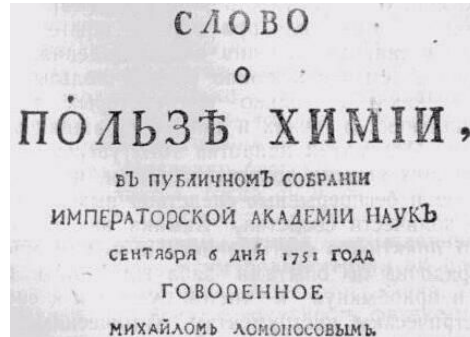 СЛОВО
О
ПОЛЬЗѢ ХИМІИ,
ВЪ ПУБЛИЧНОМЪ СОБРАНІИ
ИМПЕРАТОРСКОЙ АКАДЕМІИ НАУКЪ
СЕНТЯБРЯ 6 ДНЯ 1751 ГОДА
ГОВОРЕННОЕ
МИХАЙЛОМЪ ЛОМОНОСОВЫМЪ.